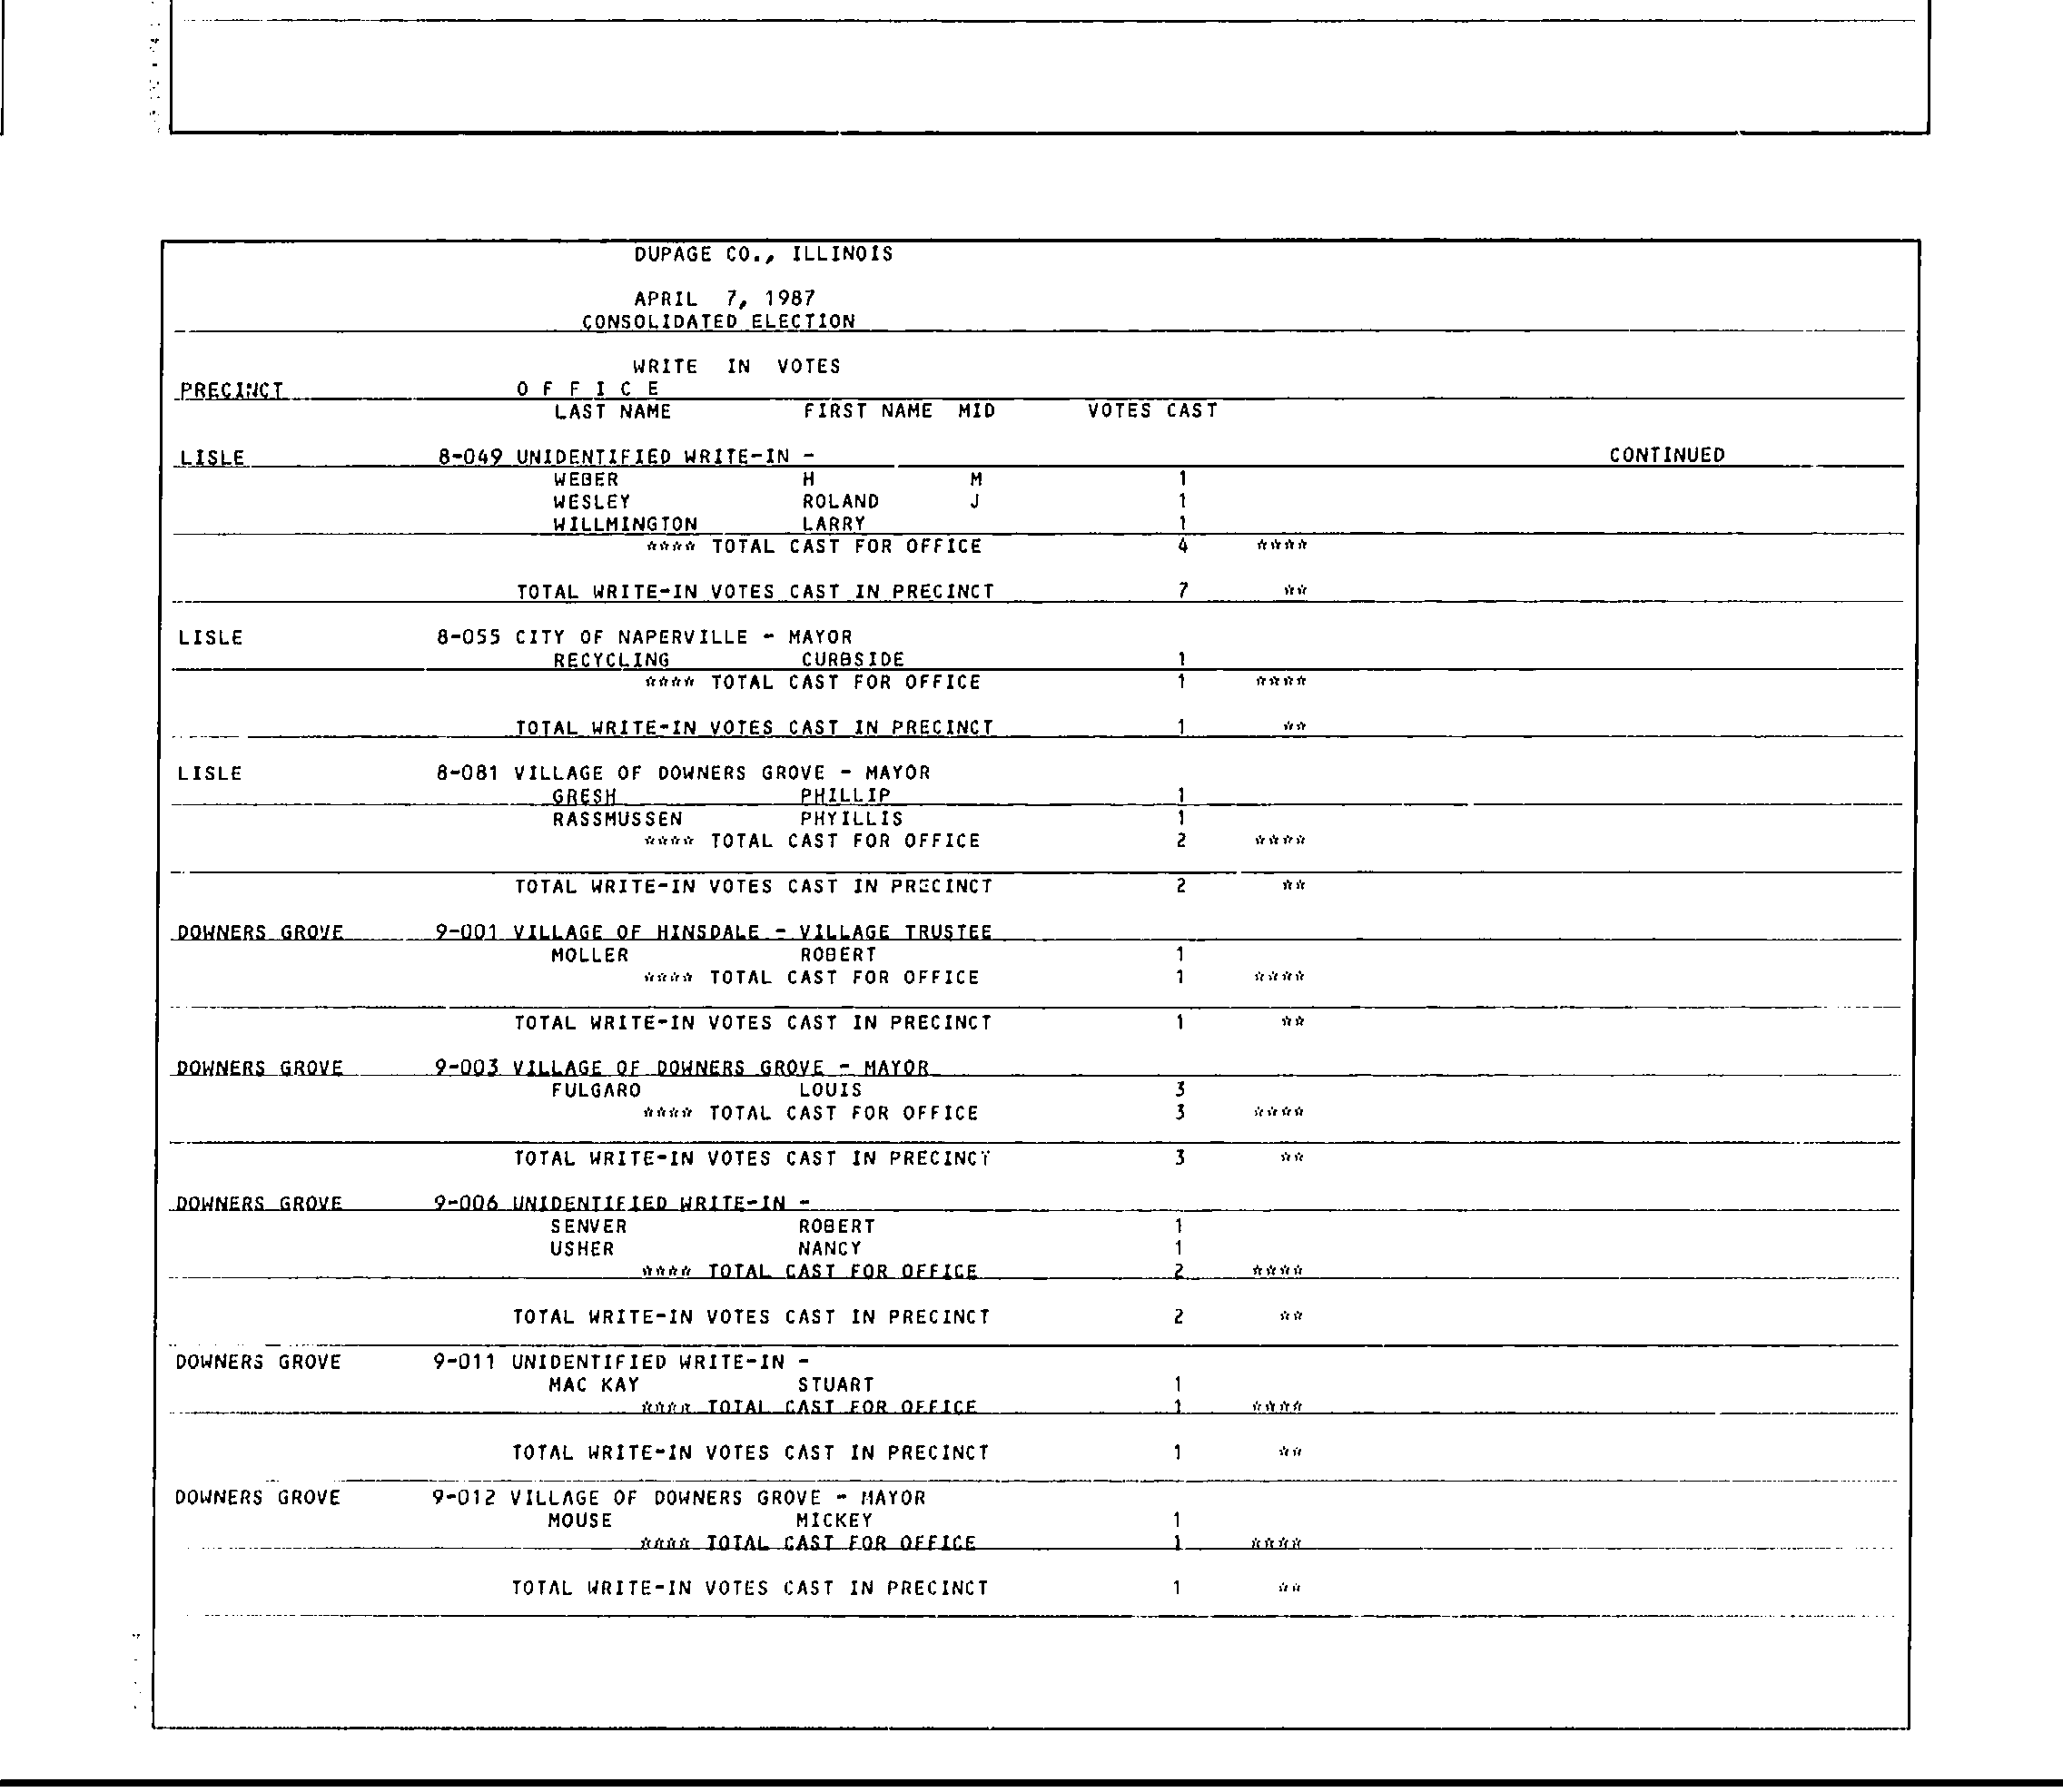 DUPAGE CO., ILLINOIS
APRIL 7, 1987
CONSOLIDATED ELECTION
WRITE IN VOTES
PRECINCT O F F I C E
LAST NAME FIRST NAME MID VOTES CAST
LISLE 8-049 UNIDENTIFIED WRITE-IN - CONTINUED
WEBER H M 1
WESLEY ROLAND J 1
WILLMINGTON LARRY 1
**** TOTAL CAST FOR OFFICE 4 ****
TOTAL WRITE-IN VOTES CAST IN PRECINCT 7 **
LISLE 8-055 CITY OF NAPERVILLE - MAYOR
RECYCLING CURBSIDE 1
**** TOTAL CAST FOR OFFICE 1 ****
TOTAL WRITE-IN VOTES CAST IN PRECINCT 1 **
LISLE 8-081 VILLAGE OF DOWNERS GROVE - MAYOR
GRESH PHILLIP 1
RASSMUSSEN PHYILLIS 1
**** TOTAL CAST FOR OFFICE 2 ****
TOTAL WRITE-IN VOTES CAST IN PRECINCT 2 **
DOWNERS GROVE 9-001 VILLAGE OF HINSDALE - VILLAGE TRUSTEE
MOLLER ROBERT 1
**** TOTAL CAST FOR OFFICE 1 ****
TOTAL WRITE-IN VOTES CAST IN PRECINCT 1 **
DOWNERS GROVE 9-003 VILLAGE OF DOWNERS GROVE - MAYOR
FULGARO LOUIS 3
**** TOTAL CAST FOR OFFICE 3 ****
TOTAL WRITE-IN VOTES CAST IN PRECINCT 3 **
DOWNERS GROVE 9-006 UNIDENTIFIED WRITE-IN -
SENVER ROBERT 1
USHER NANCY 1
**** TOTAL CAST FOR OFFICE 2 ****
TOTAL WRITE-IN VOTES CAST IN PRECINCT 2 **
DOWNERS GROVE 9-011 UNIDENTIFIED WRITE-IN -
MAC KAY STUART 1
**** TOTAL CAST FOR OFFICE 1 ****
TOTAL WRITE-IN VOTES CAST IN PRECINCT 1 **
DOWNERS GROVE 9-012 VILLAGE OF DOWNERS GROVE - MAYOR
MOUSE MICKEY 1
**** TOTAL CAST FOR OFFICE 1 ****
TOTAL WRITE-IN VOTES CAST IN PRECINCT 1 **